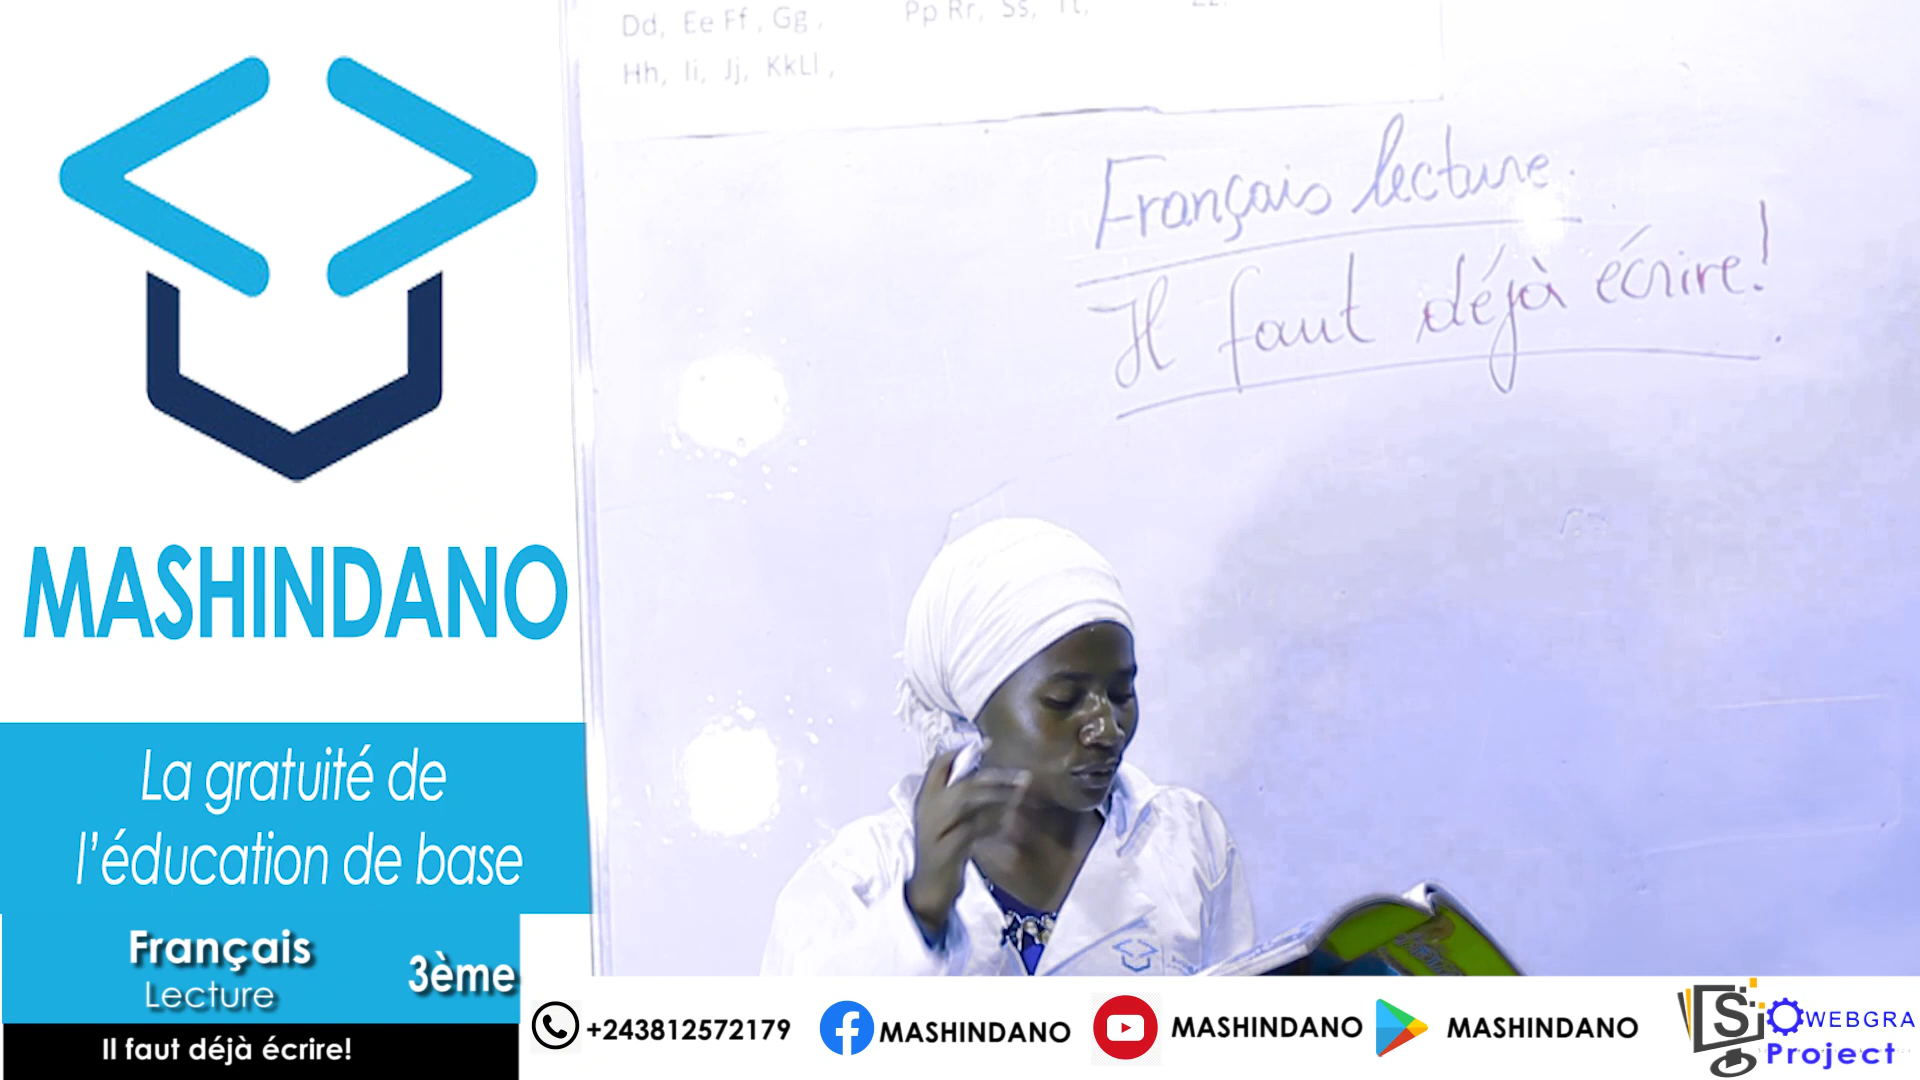 Dd, Ee Ff, Gg,
Pp Rr, Ss, Tt,
Hh, Ii, Jj, KkLl,
Français lecture.
Il faut déjà écrire!
MASHINDANO
La gratuité de
l'éducation de base
Français
Lecture
3ème
Il faut déjà écrire!
+243812572179
MASHINDANO
MASHINDANO
MASHINDANO
WEBGRA
Project